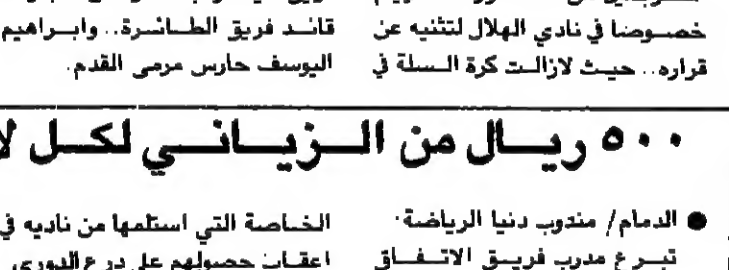 خصوصا في نادي الهلال لتثنيه عن
قراره.. حيث لازالت كرة السلة في
قائد فريق الطائرة.. وابراهيم
اليوسف حارس مرمى القدم.
٥٠٠ ريال من الزياني لكل
الدمام/ مندوب دنيا الرياضة.
تبرع مدرب فريق الاتفاق
الخاصة التي استلمها من ناديه في
اعقاب حصولهم على درع الدوري